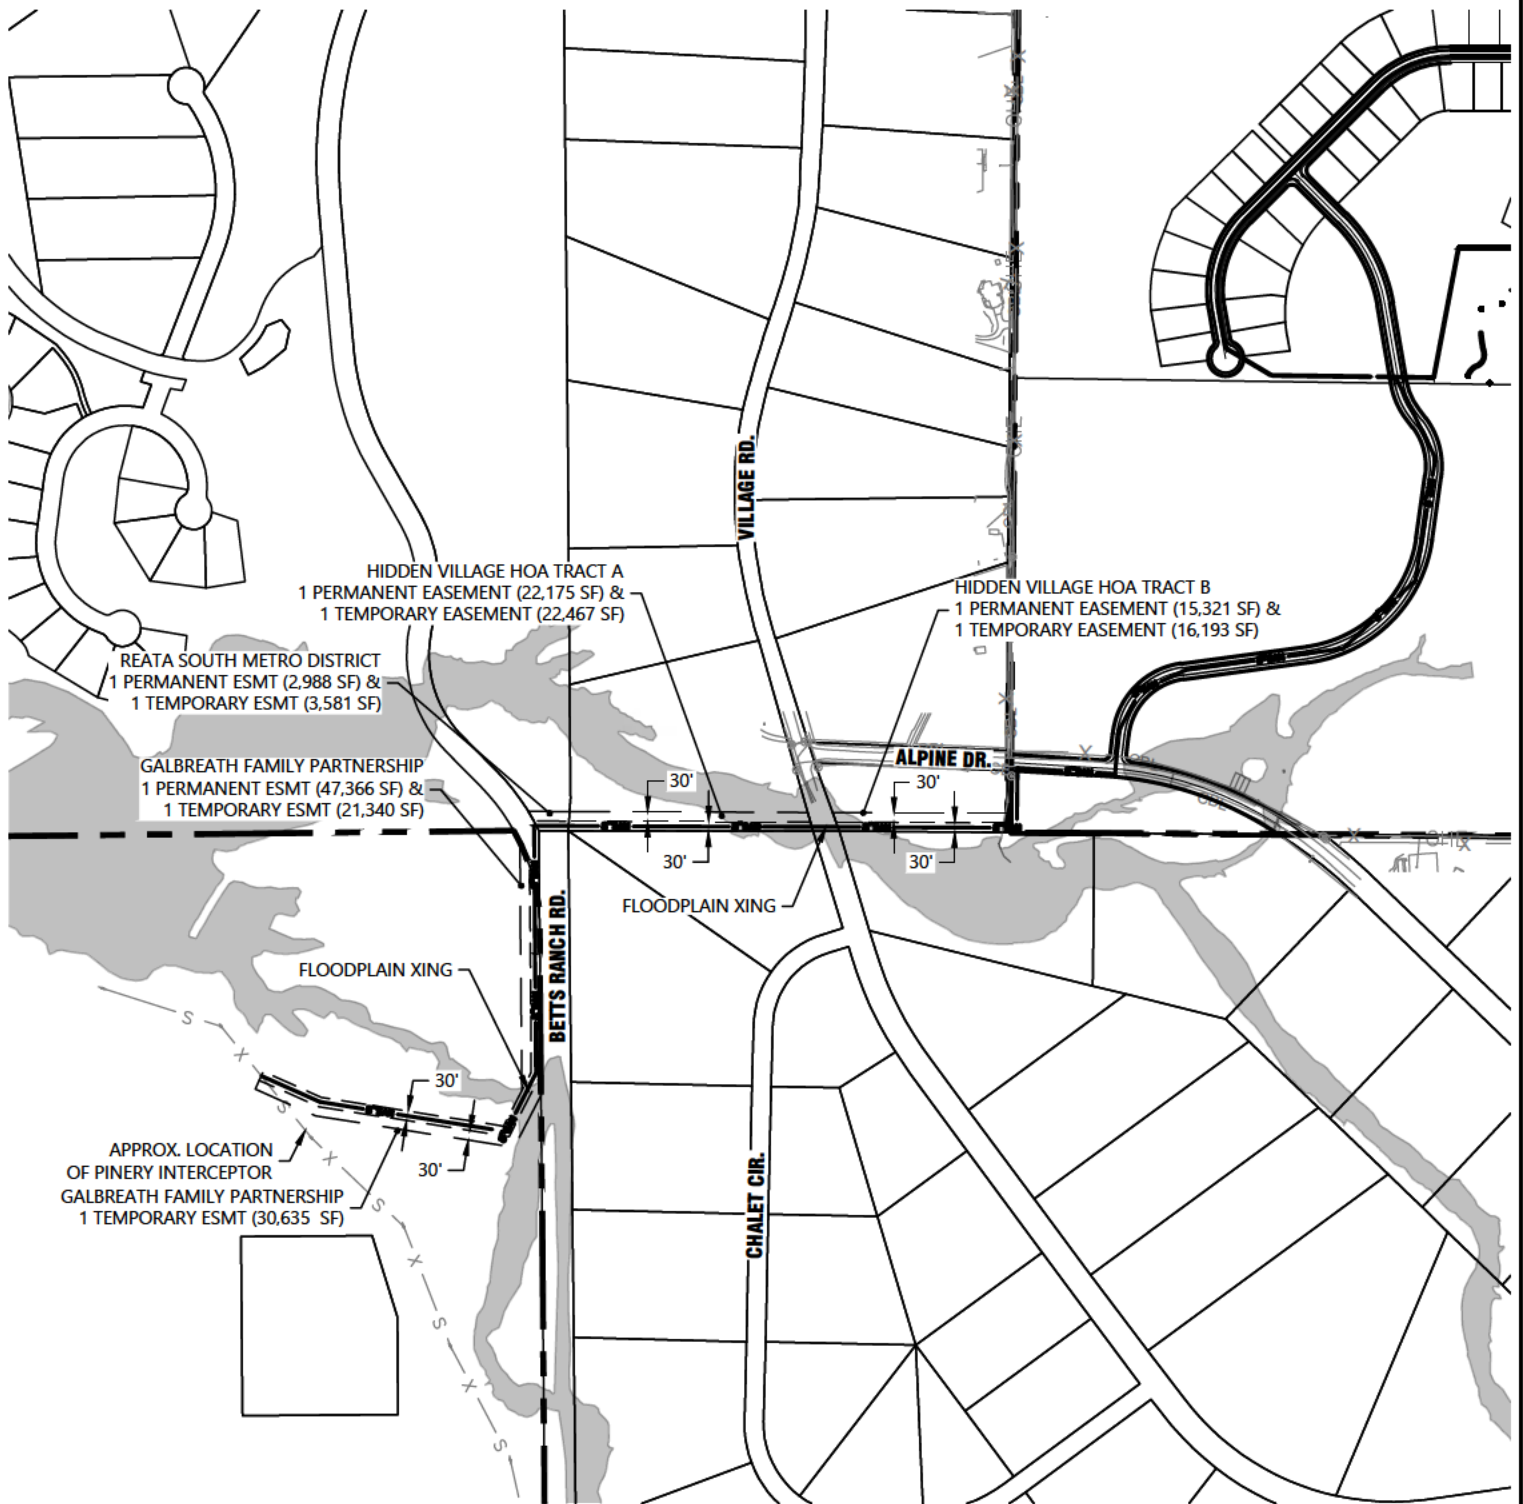 VILLAGE RD.
HIDDEN VILLAGE HOA TRACT A
1 PERMANENT EASEMENT (22,175 SF) &
1 TEMPORARY EASEMENT (22,467 SF)
HIDDEN VILLAGE HOA TRACT B
1 PERMANENT EASEMENT (15,321 SF) &
1 TEMPORARY EASEMENT (16,193 SF)
REATA SOUTH METRO DISTRICT
1 PERMANENT ESMT (2,988 SF) &
1 TEMPORARY ESMT (3,581 SF)
ALPINE DR.
GALBREATH FAMILY PARTNERSHIP
1 PERMANENT ESMT (47,366 SF) &
1 TEMPORARY ESMT (21,340 SF)
30'
30'
30'
30'
FLOODPLAIN XING
BETTS RANCH RD.
FLOODPLAIN XING
S
X
30'
S
APPROX. LOCATION
OF PINERY INTERCEPTOR
X
30'
GALBREATH FAMILY PARTNERSHIP
1 TEMPORARY ESMT (30,635 SF)
S
CHALET CIR.
X
S
X
S